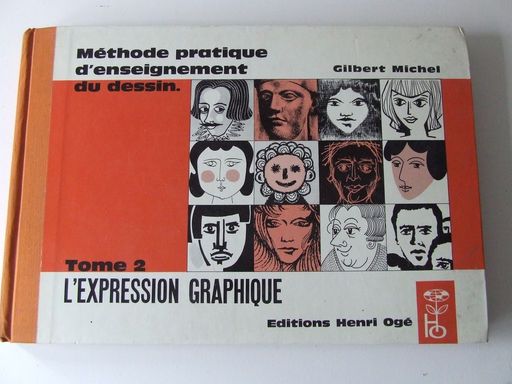 Méthode pratique
d'enseignement
du dessin.
Gilbert Michel
Tome 2
L'EXPRESSION GRAPHIQUE
Editions Henri Ogé